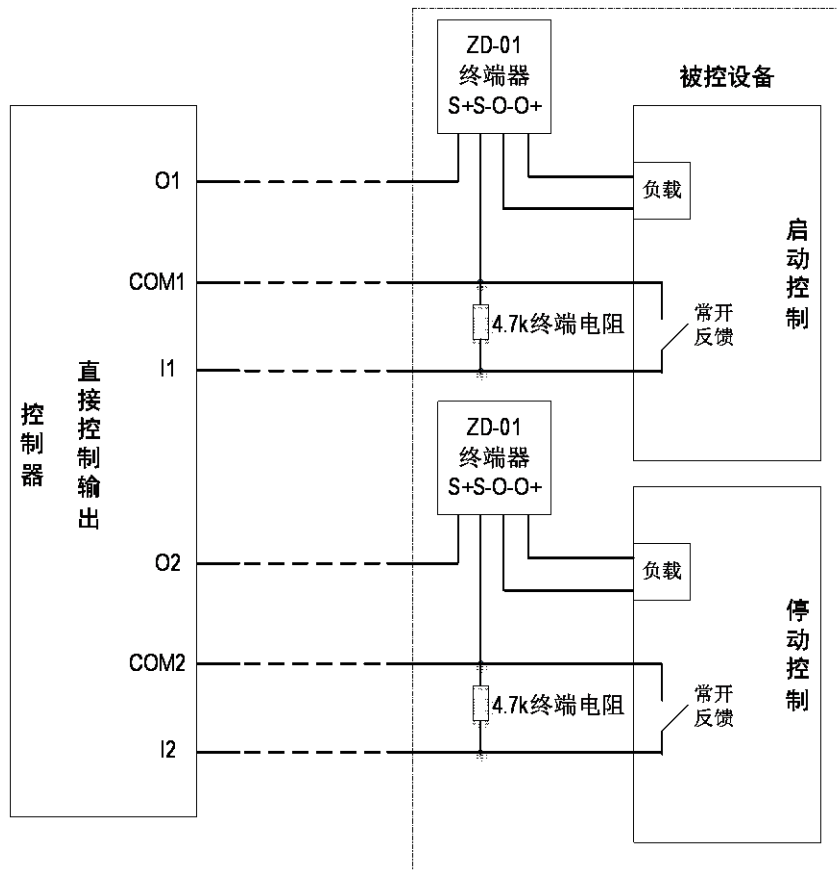 ZD-01
终端器
S+S-O-O+
被控设备
O1
负载
启动控制
COM1
4.7k终端电阻
常开
反馈
I1
控制器
直接控制输出
ZD-01
终端器
S+S-O-O+
O2
负载
停动控制
COM2
4.7k终端电阻
常开
反馈
I2